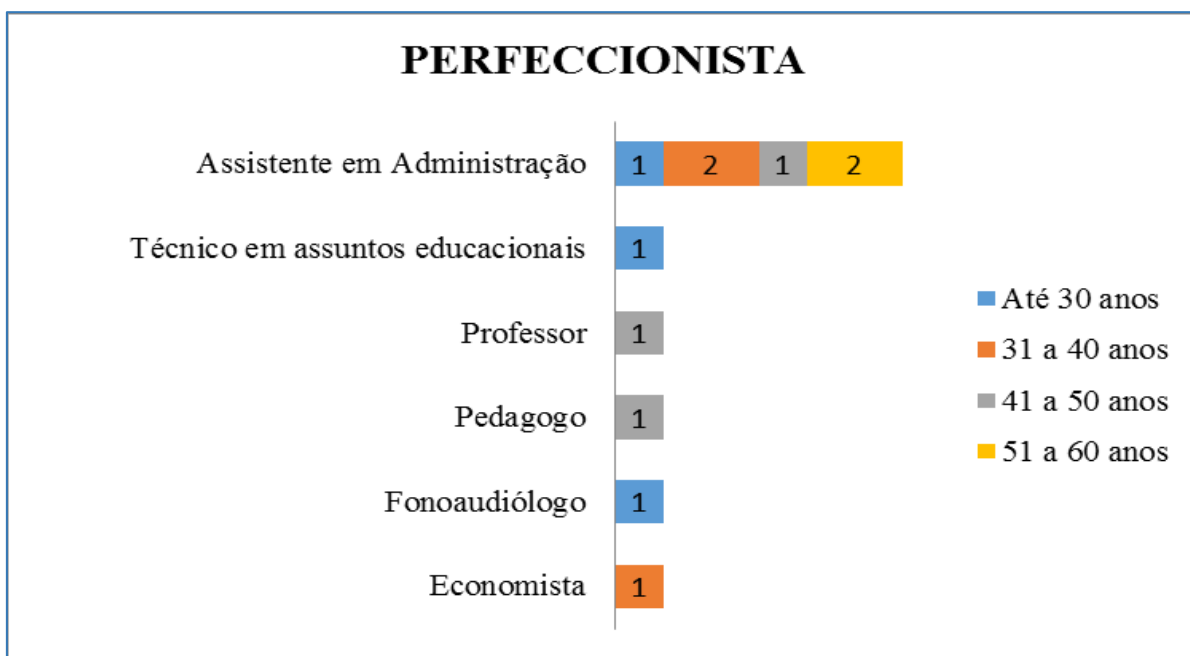 PERFECCIONISTA
Assistente em Administração 1 2 1 2
Técnico em assuntos educacionais 1
Professor 1
Pedagogo 1
Fonoaudiólogo 1
Economista 1
Até 30 anos
31 a 40 anos
41 a 50 anos
51 a 60 anos